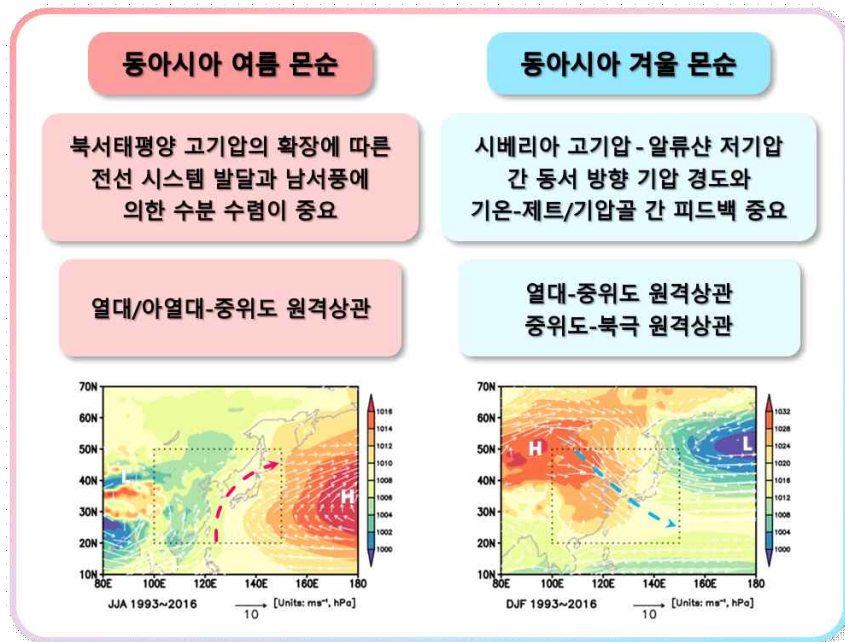 동아시아 여름 몬순
북서태평양 고기압의 확장에 따른
전선 시스템 발달과 남서풍에
의한 수분 수렴이 중요
열대/아열대-중위도 원격상관
70N
60N
50N
40N
30N
20N
10N
80E
100E
120E
140E
160E
180
L
H
1016
1014
1012
1010
1008
1006
1004
1002
1000
JJA 1993~2016
10
[Units: ms⁻¹, hPa]
동아시아 겨울 몬순
시베리아 고기압 - 알류샨 저기압
간 동서 방향 기압 경도와
기온-제트/기압골 간 피드백 중요
열대-중위도 원격상관
중위도-북극 원격상관
70N
60N
50N
40N
30N
20N
10N
80E
100E
120E
140E
160E
180
H
L
1032
1028
1024
1020
1016
1012
1008
1004
1000
DJF 1993~2016
10
[Units: ms⁻¹, hPa]